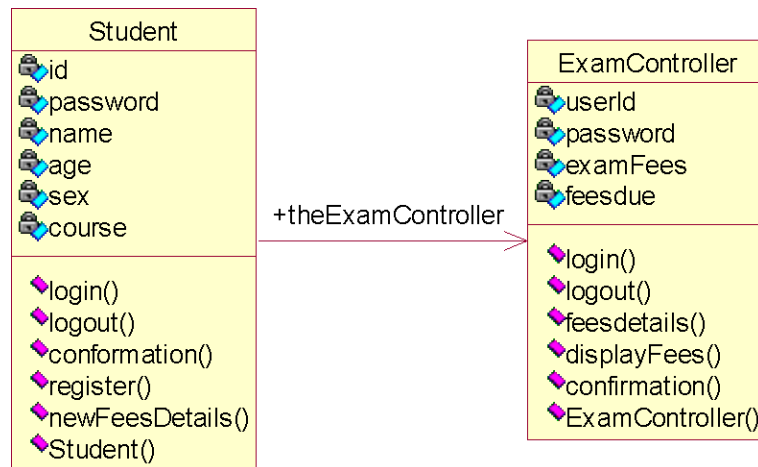 Student
id
password
name
age
sex
course
login()
logout()
conformation()
register()
newFeesDetails()
Student()
+theExamController
ExamController
userId
password
examFees
feesdue
login()
logout()
feesdetails()
displayFees()
confirmation()
ExamController()